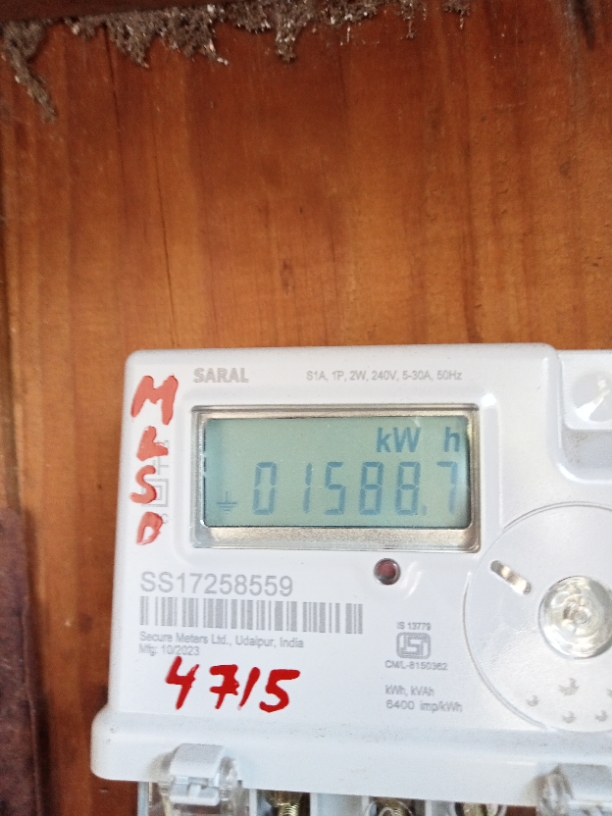 SARAL
S1A, 1P, 2W, 240V, 5-30A, 50Hz
MLSD
kW h
01588.7
SS17258559
Secure Meters Ltd., Udaipur, India
Mfg: 10/2023
4715
IS 13779
ISI
CM/L-8150362
kWh, kVAh
6400 imp/kWh